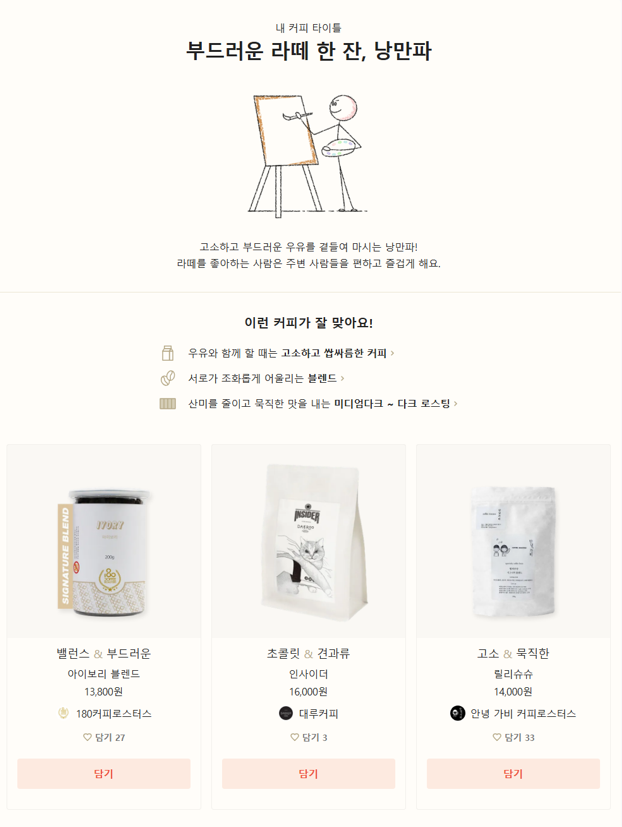 내 커피 타이틀
부드러운 라떼 한 잔, 낭만파
고소하고 부드러운 우유를 곁들여 마시는 낭만파!
라떼를 좋아하는 사람은 주변 사람들을 편하고 즐겁게 해요.
이런 커피가 잘 맞아요!
우유와 함께 할 때는 고소하고 쌉싸름한 커피 >
서로가 조화롭게 어울리는 블렌드 >
산미를 줄이고 묵직한 맛을 내는 미디엄다크 ~ 다크 로스팅 >
SIGNATURE BLEND
IVORY
200g
밸런스 & 부드러운
아이보리 블렌드
13,800원
180커피로스터스
담기 27
담기
INSIDER
초콜릿 & 견과류
인사이더
16,000원
대루커피
담기 3
담기
고소 & 묵직한
릴리슈슈
14,000원
안녕 가비 커피로스터스
담기 33
담기